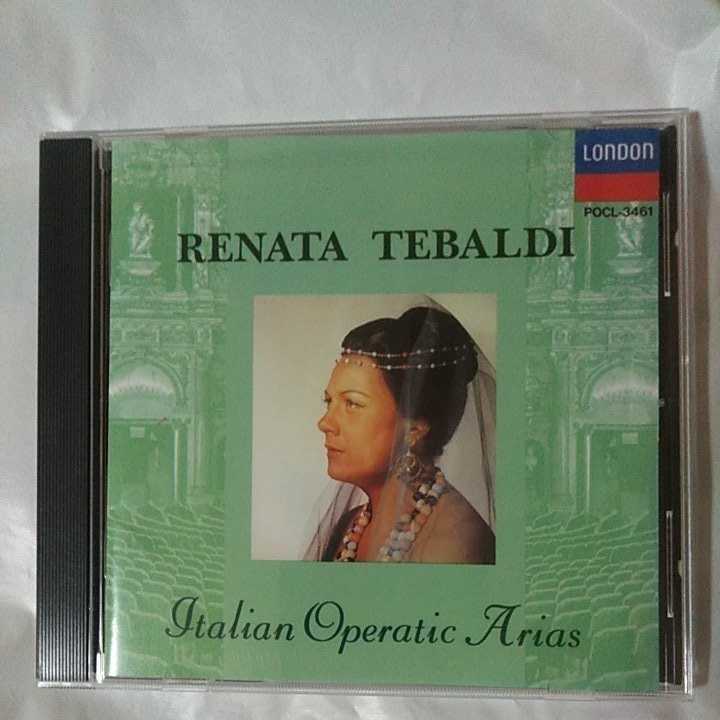 LONDON
POCL-3461
RENATA TEBALDI
Italian Operatic Arias